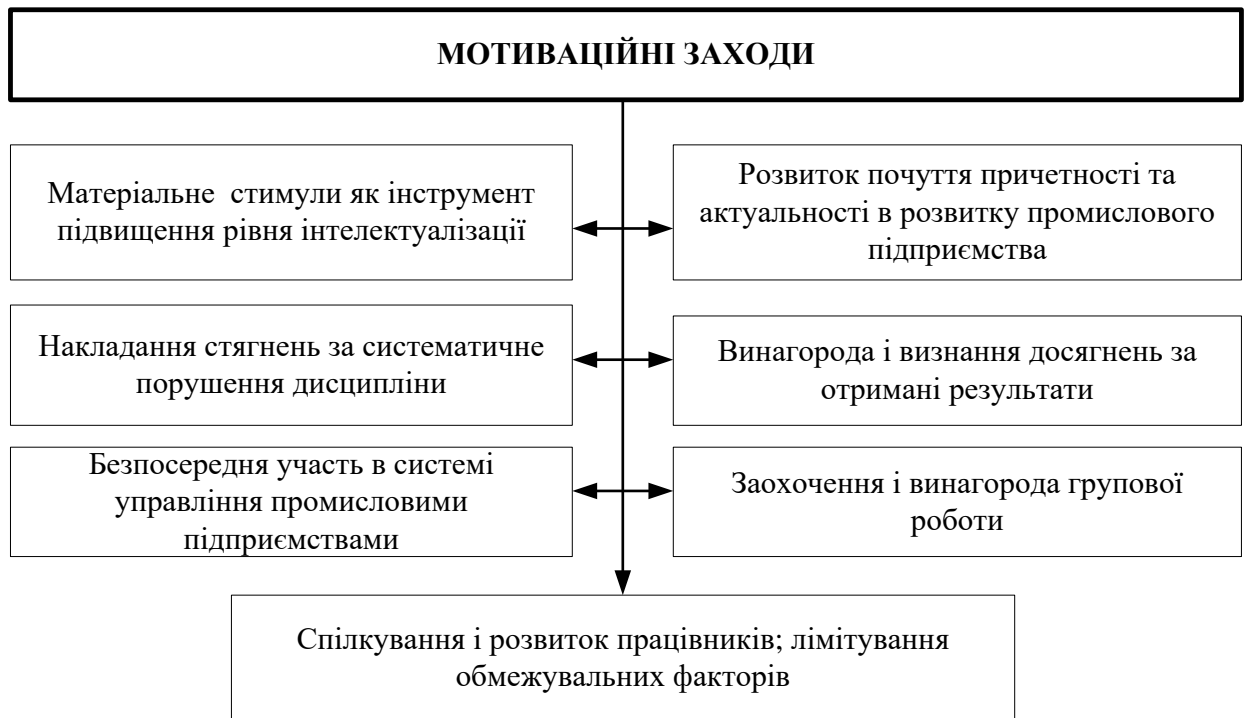 МОТИВАЦІЙНІ ЗАХОДИ
Матеріальне стимули як інструмент
підвищення рівня інтелектуалізації
Розвиток почуття причетності та
актуальності в розвитку промислового
підприємства
Накладання стягнень за систематичне
порушення дисципліни
Винагорода і визнання досягнень за
отримані результати
Безпосередня участь в системі
управління промисловими
підприємствами
Заохочення і винагорода групової
роботи
Спілкування і розвиток працівників; лімітування
обмежувальних факторів